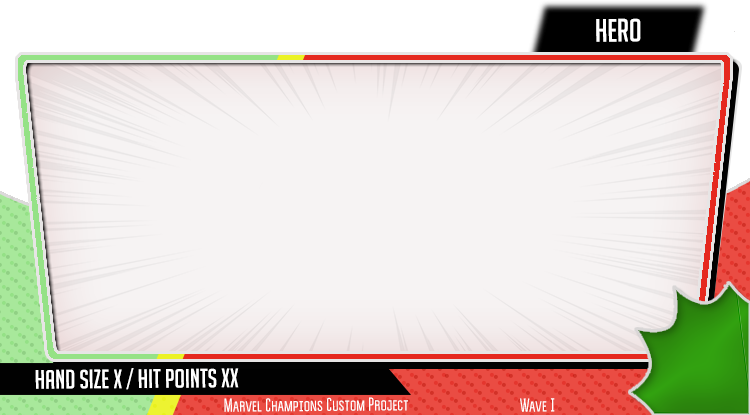 HERO
HAND SIZE X / HIT POINTS XX
Marvel Champions Custom Project Wave I